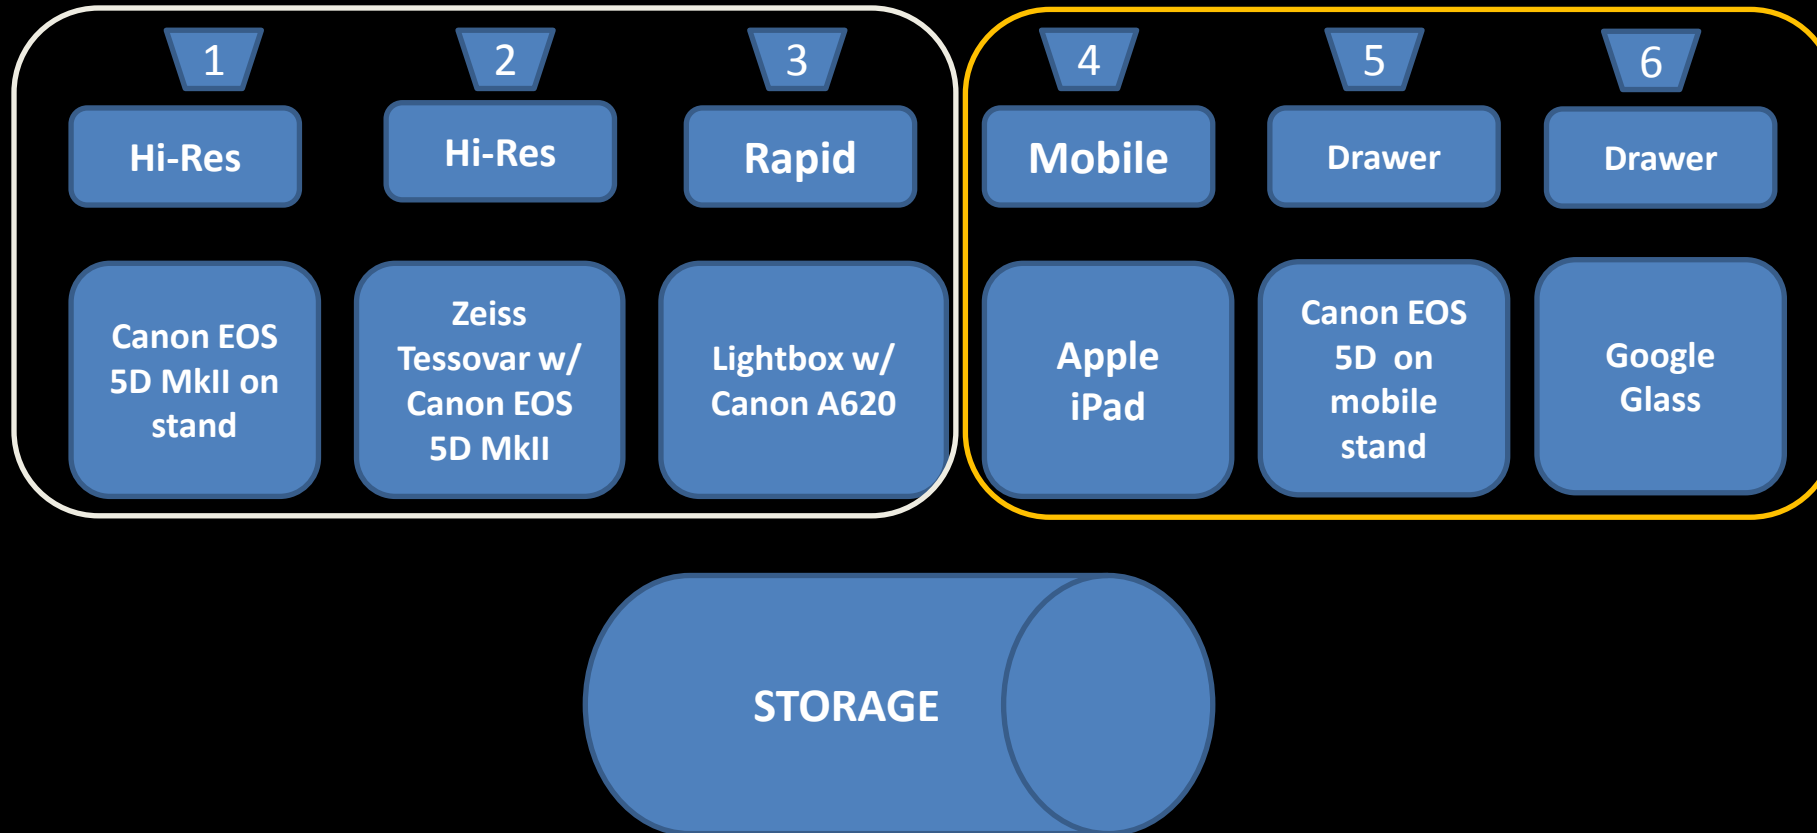 1
2
3
4
5
6
Hi-Res
Hi-Res
Rapid
Mobile
Drawer
Drawer
Canon EOS
5D MkII on
stand
Zeiss
Tessovar w/
Canon EOS
5D MkII
Lightbox w/
Canon A620
Apple
iPad
Canon EOS
5D on
mobile
stand
Google
Glass
STORAGE